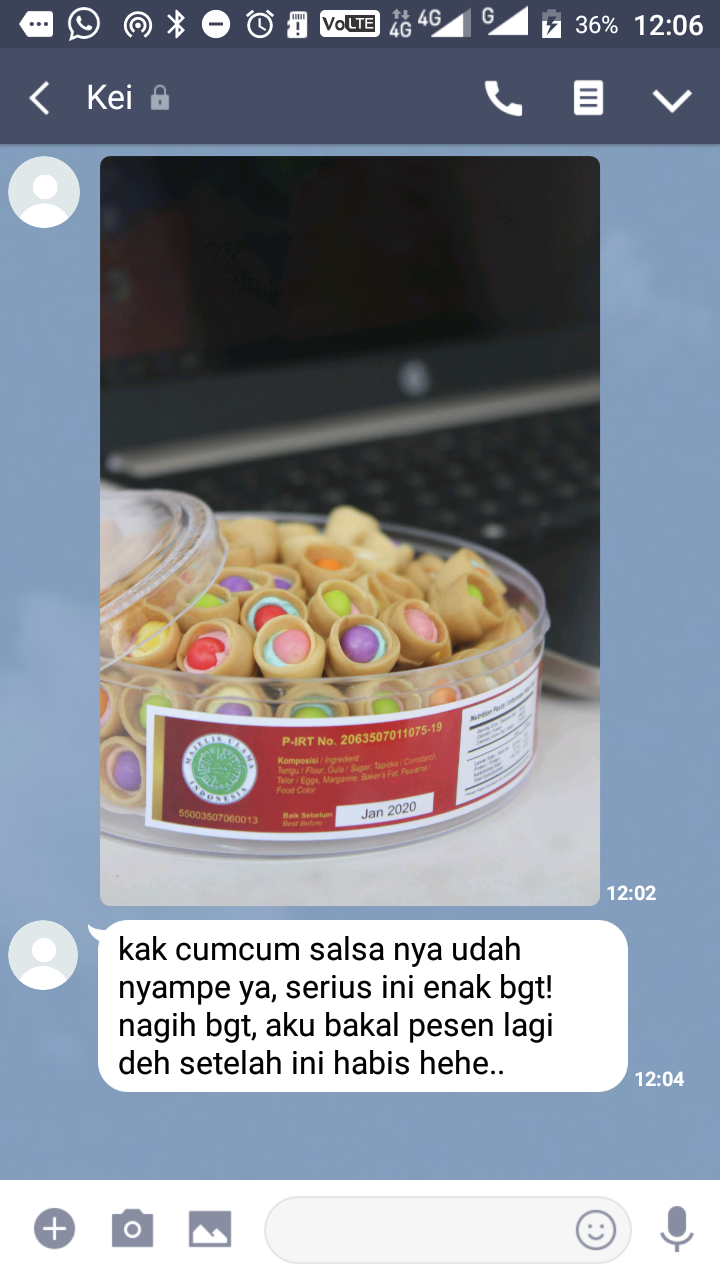 VoLTE
4G
4G
G
36%
12:06
Kei
MAJELIS ULAMA
INDONESIA
55003507060013
P-IRT No. 2063507011075-19
Komposisi / Ingredient :
Terigu / Flour, Gula / Sugar, Tapioka / Cornstarch,
Telor / Eggs, Margarine, Baker's Fat, Pewarna /
Food Color
Baik Sebelum
Best Before :
Jan 2020
Nutrition Facts /
12:02
kak cumcum salsa nya udah
nyampe ya, serius ini enak bgt!
nagih bgt, aku bakal pesen lagi
deh setelah ini habis hehe..
12:04